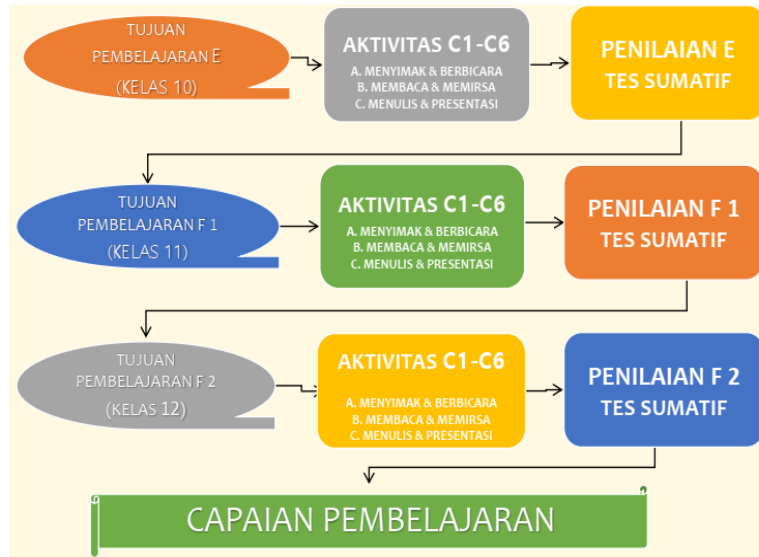 TUJUAN
PEMBELAJARAN E
(KELAS 10)
AKTIVITAS C1-C6
A. MENYIMAK & BERBICARA
B. MEMBACA & MEMIRSA
C. MENULIS & PRESENTASI
PENILAIAN E
TES SUMATIF
TUJUAN
PEMBELAJARAN F 1
(KELAS 11)
AKTIVITAS C1-C6
A. MENYIMAK & BERBICARA
B. MEMBACA & MEMIRSA
C. MENULIS & PRESENTASI
PENILAIAN F 1
TES SUMATIF
TUJUAN
PEMBELAJARAN F 2
(KELAS 12)
AKTIVITAS C1-C6
A. MENYIMAK & BERBICARA
B. MEMBACA & MEMIRSA
C. MENULIS & PRESENTASI
PENILAIAN F 2
TES SUMATIF
CAPAIAN PEMBELAJARAN